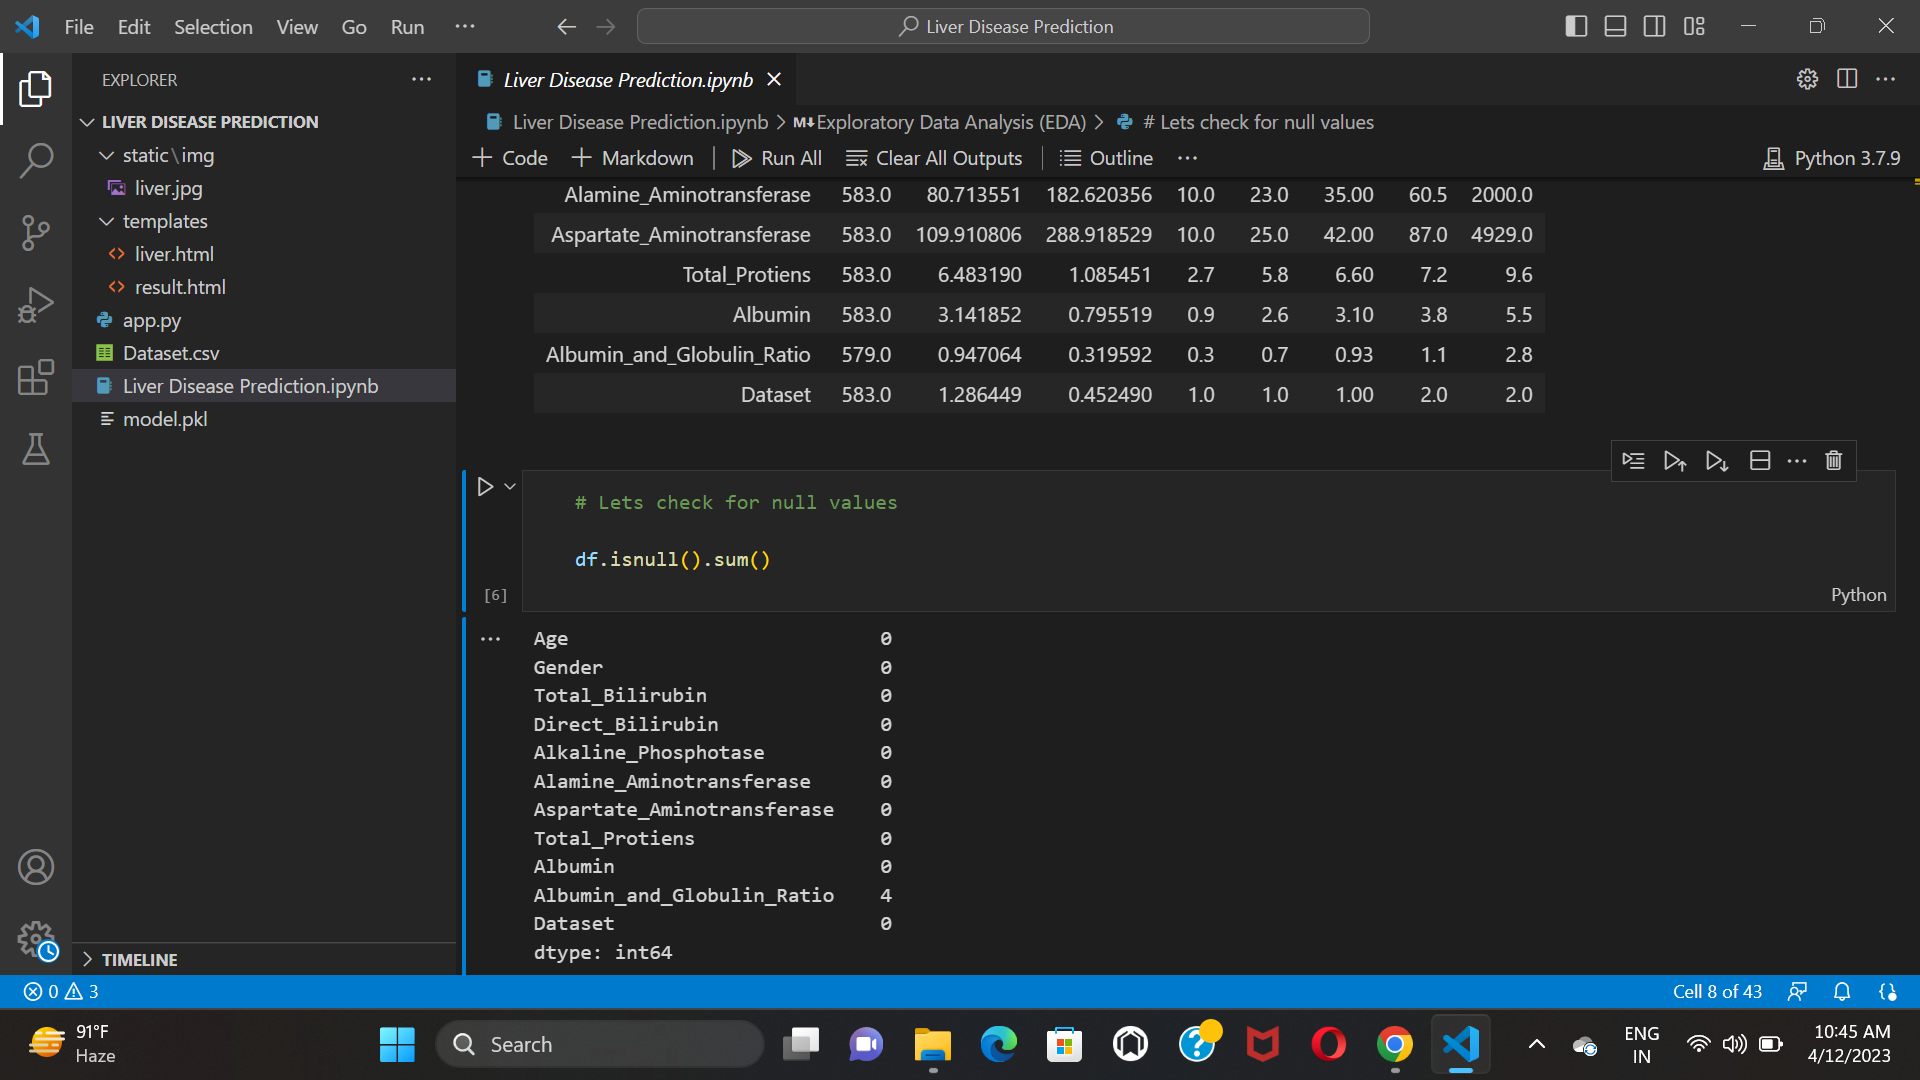 File Edit Selection View Go Run ··· Liver Disease Prediction
EXPLORER ···
LIVER DISEASE PREDICTION
static\img
liver.jpg
templates
liver.html
result.html
app.py
Dataset.csv
Liver Disease Prediction.ipynb
model.pkl
TIMELINE
Liver Disease Prediction.ipynb
Liver Disease Prediction.ipynb > M↓Exploratory Data Analysis (EDA) > # Lets check for null values
+ Code + Markdown Run All Clear All Outputs Outline ··· Python 3.7.9
Alamine_Aminotransferase 583.0 80.713551 182.620356 10.0 23.0 35.00 60.5 2000.0
Aspartate_Aminotransferase 583.0 109.910806 288.918529 10.0 25.0 42.00 87.0 4929.0
Total_Protiens 583.0 6.483190 1.085451 2.7 5.8 6.60 7.2 9.6
Albumin 583.0 3.141852 0.795519 0.9 2.6 3.10 3.8 5.5
Albumin_and_Globulin_Ratio 579.0 0.947064 0.319592 0.3 0.7 0.93 1.1 2.8
Dataset 583.0 1.286449 0.452490 1.0 1.0 1.00 2.0 2.0
# Lets check for null values
df.isnull().sum()
[6] Python
Age 0
Gender 0
Total_Bilirubin 0
Direct_Bilirubin 0
Alkaline_Phosphotase 0
Alamine_Aminotransferase 0
Aspartate_Aminotransferase 0
Total_Protiens 0
Albumin 0
Albumin_and_Globulin_Ratio 4
Dataset 0
dtype: int64
0 3 Cell 8 of 43
91°F
Haze
Search
ENG
IN
10:45 AM
4/12/2023